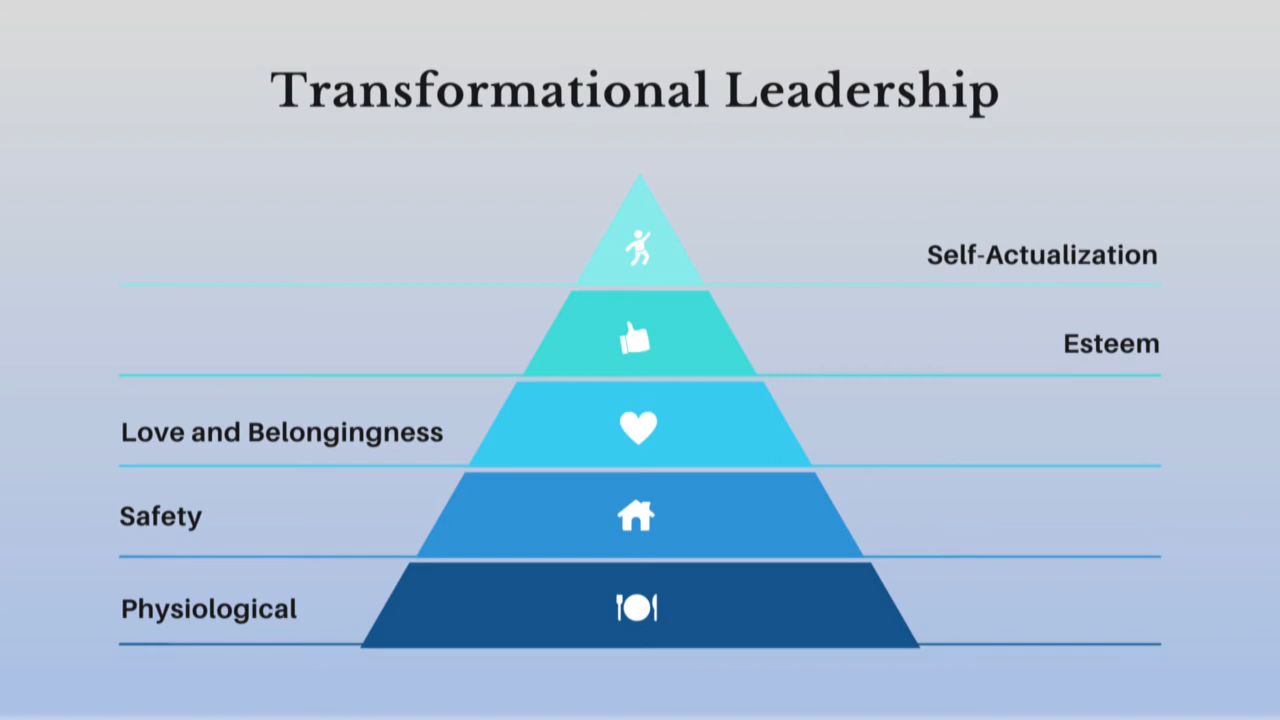 Transformational Leadership
Self-Actualization
Esteem
Love and Belongingness
Safety
Physiological